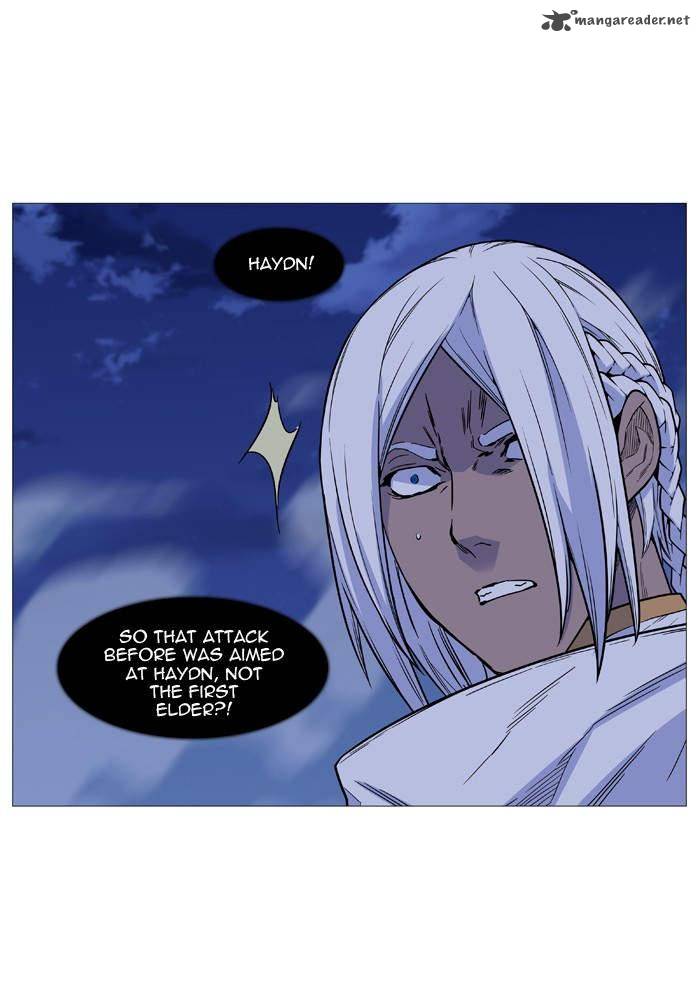 mangareader.net
HAYDN!
SO THAT ATTACK
BEFORE WAS AIMED
AT HAYDN, NOT
THE FIRST
ELDER?!